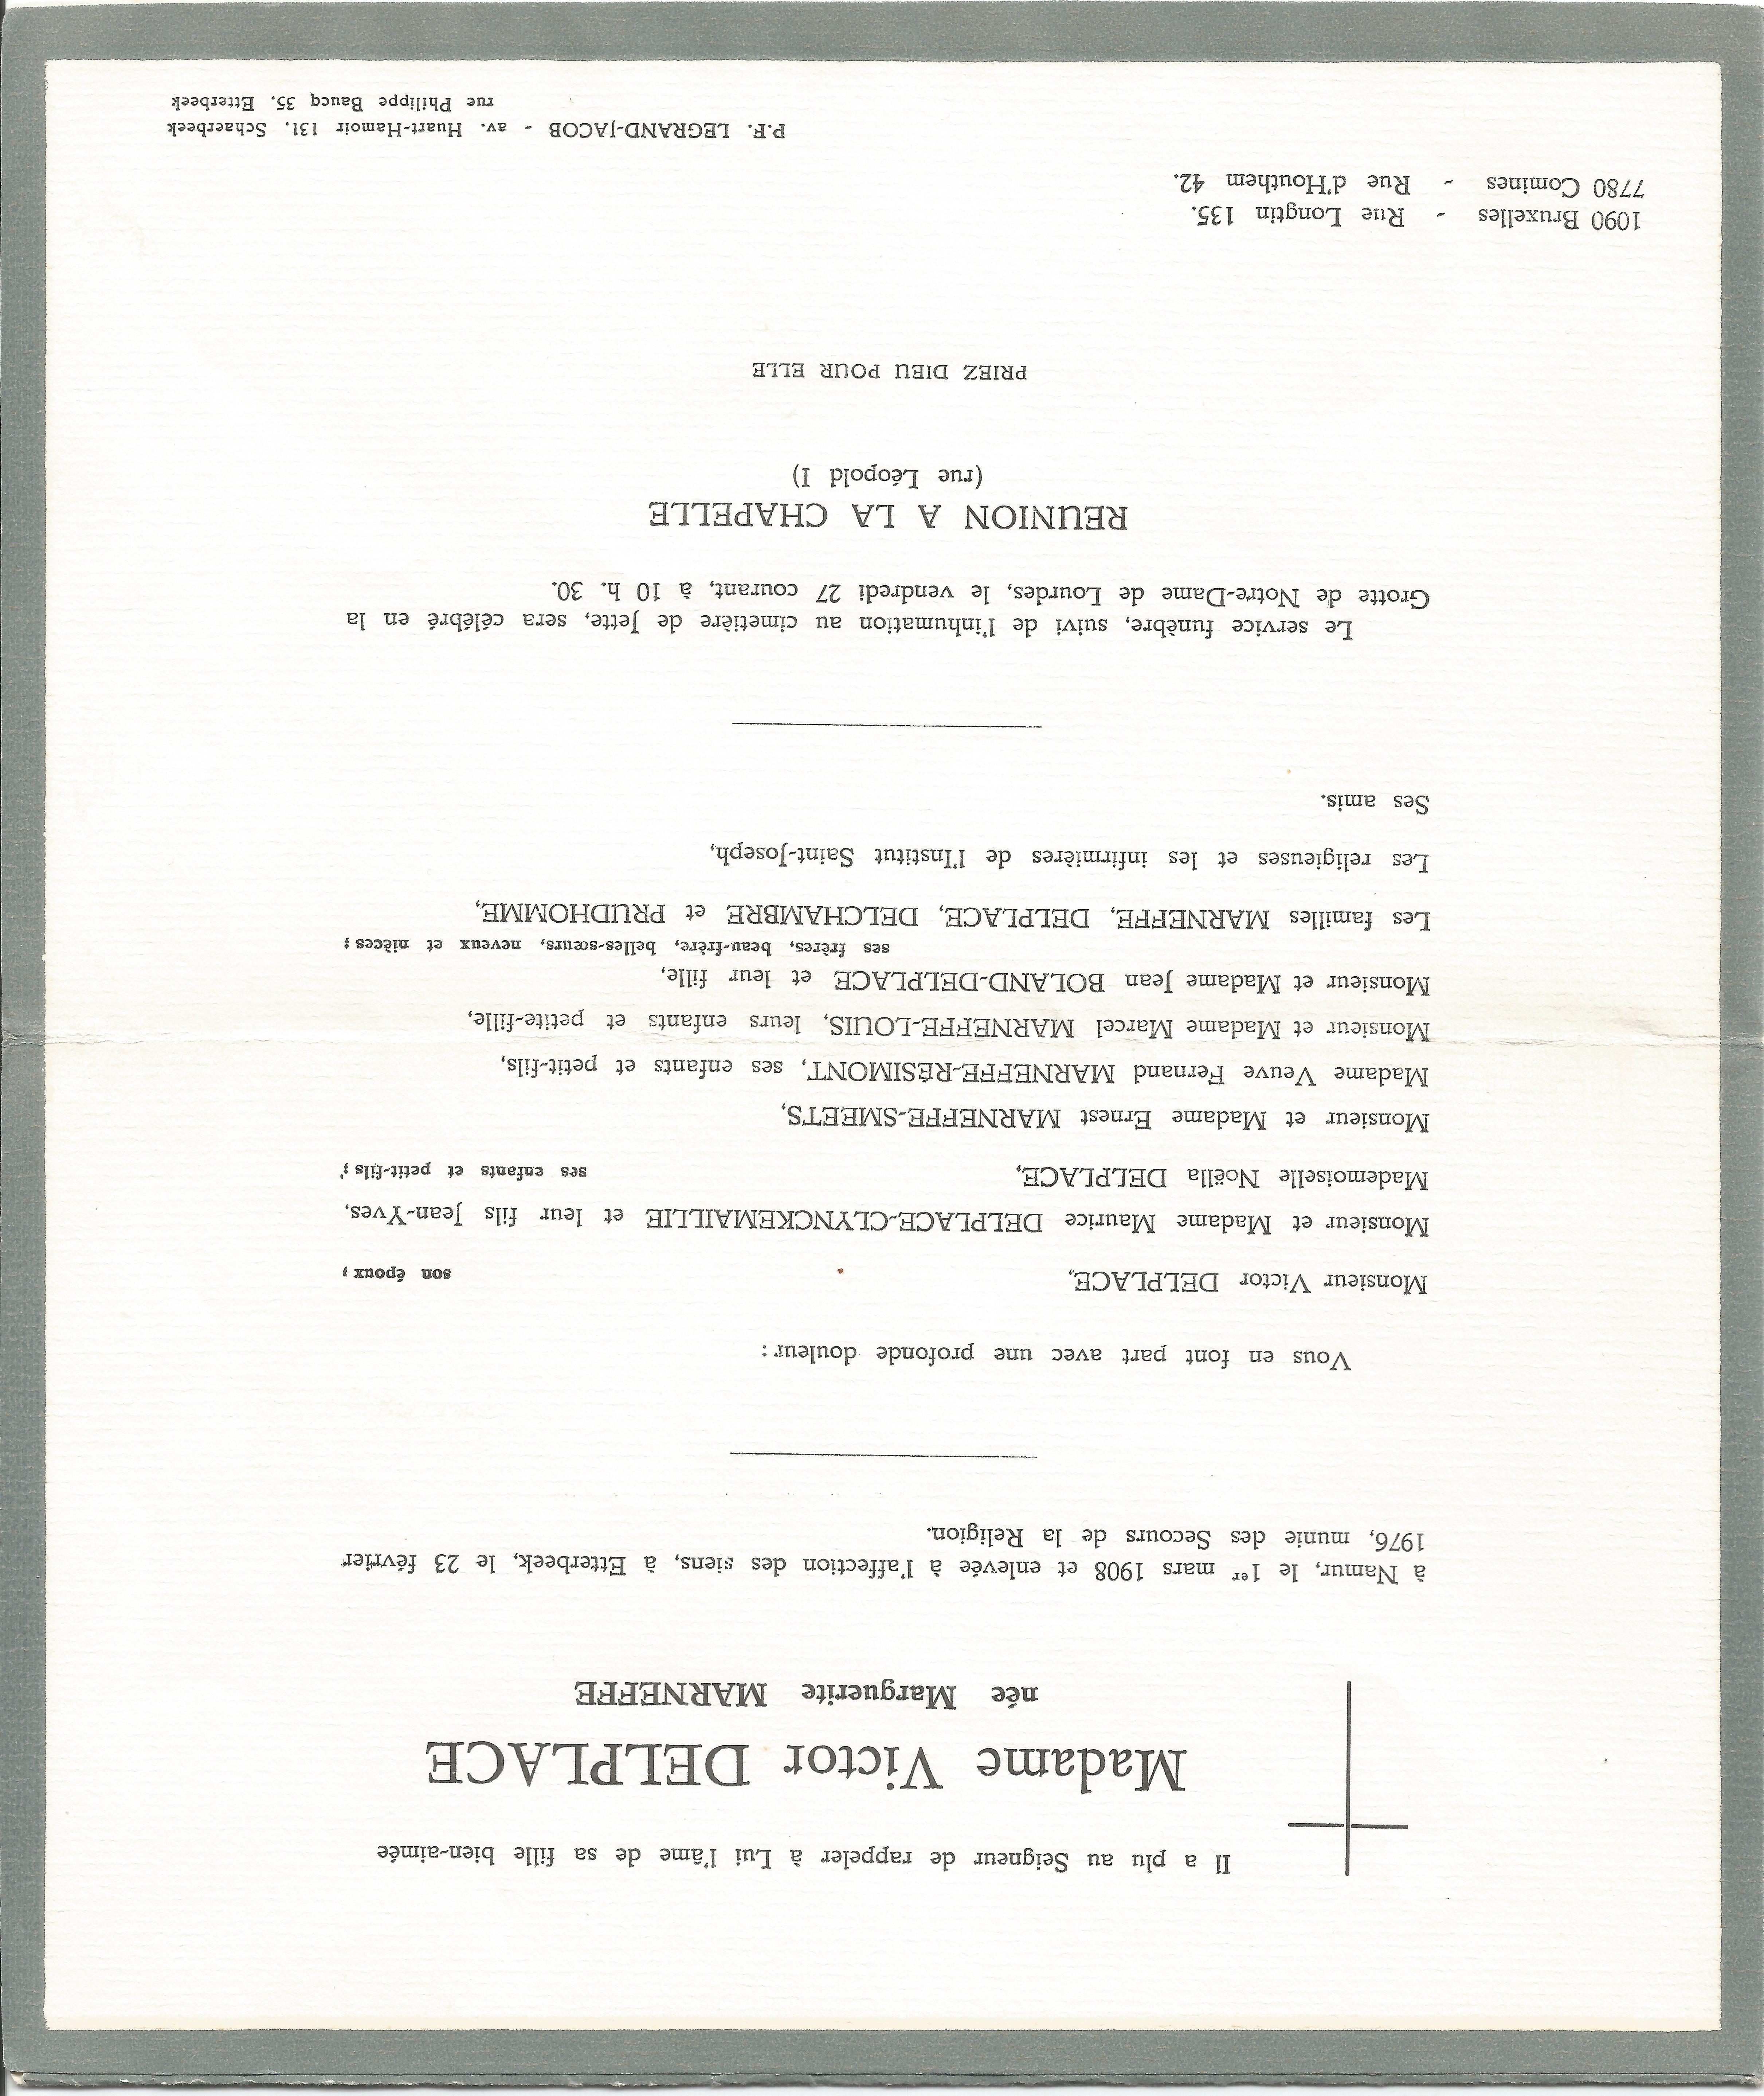 Il a plu au Seigneur de rappeler à Lui l'âme de sa fille bien-aimée
Madame Victor DELPLACE
née Marguerite MARNEFFE
à Namur, le 1er mars 1908 et enlevée à l'affection des siens, à Etterbeek, le 23 février
1976, munie des Secours de la Religion.
Vous en font part avec une profonde douleur :
Monsieur Victor DELPLACE, son époux ;
Monsieur et Madame Maurice DELPLACE-CLYNCKEMAILLIE et leur fils Jean-Yves,
Mademoiselle Noëlla DELPLACE, ses enfants et petit-fils ;
Monsieur et Madame Ernest MARNEFFE-SMEETS,
Madame Veuve Fernand MARNEFFE-RÉSIMONT, ses enfants et petit-fils,
Monsieur et Madame Marcel MARNEFFE-LOUIS, leurs enfants et petite-fille,
Monsieur et Madame Jean BOLAND-DELPLACE et leur fille,
ses frères, beau-frère, belles-sœurs, neveux et nièces ;
Les familles MARNEFFE, DELPLACE, DELCHAMBRE et PRUDHOMME,
Les religieuses et les infirmières de l'Institut Saint-Joseph,
Ses amis.
Le service funèbre, suivi de l'inhumation au cimetière de Jette, sera célébré en la
Grotte de Notre-Dame de Lourdes, le vendredi 27 courant, à 10 h. 30.
REUNION A LA CHAPELLE
(rue Léopold I)
PRIEZ DIEU POUR ELLE
1090 Bruxelles - Rue Longtin 135.
7780 Comines - Rue d'Houthem 42.
P.F. LEGRAND-JACOB - av. Huart-Hamoir 131. Schaerbeek
rue Philippe Baucq 35. Etterbeek